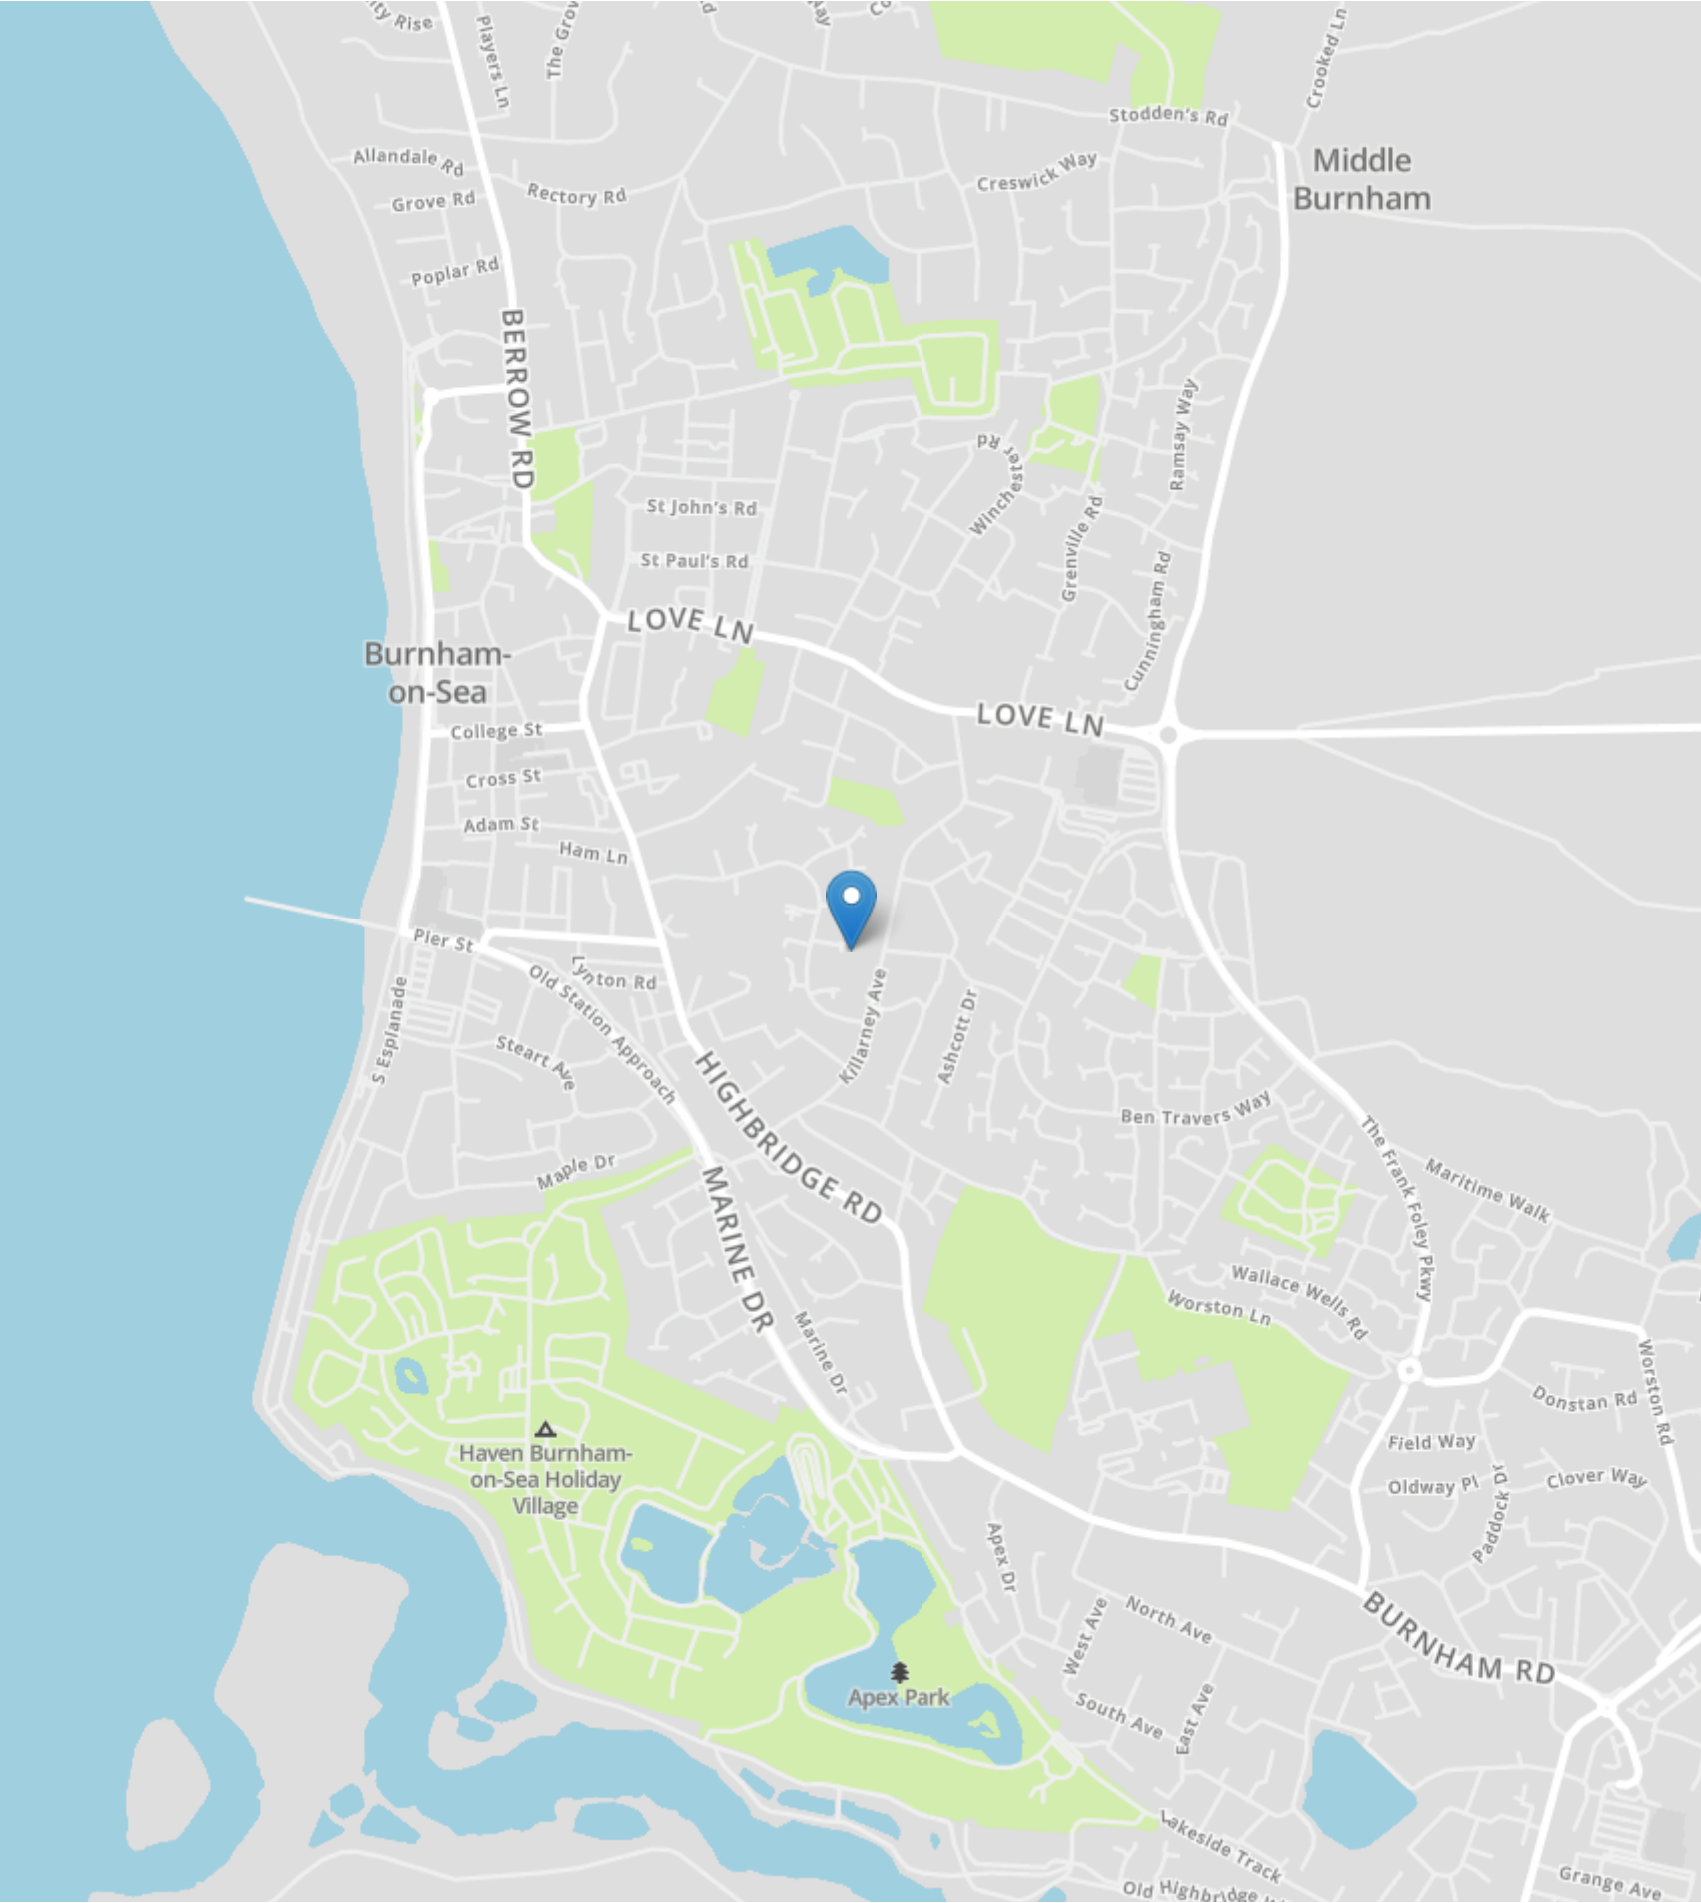 ity Rise
Players Ln
The Grov
Crooked Ln
Stodden's Rd
Allandale Rd
Middle
Burnham
Creswick Way
Grove Rd
Rectory Rd
Poplar Rd
BERROW RD
Ramsay Way
Winchester Rd
St John's Rd
Grenville Rd
St Paul's Rd
Cunningham Rd
LOVE LN
Burnham-
on-Sea
LOVE LN
College St
Cross St
Adam St
Ham Ln
Pier St
Lynton Rd
Old Station Approach
S Esplanade
Killarney Ave
Ashcott Dr
Steart Ave
HIGHBRIDGE RD
Ben Travers Way
The Frank Foley Pkwy
Maple Dr
Maritime Walk
MARINE DR
Wallace Wells Rd
Worston Ln
Marine Dr
Worston Rd
Donstan Rd
Haven Burnham-
on-Sea Holiday
Village
Field Way
Oldway Pl
Paddock Dr
Clover Way
Apex Dr
BURNHAM RD
West Ave
North Ave
Apex Park
South Ave
East Ave
Lakeside Track
Grange Ave
Old Highbridge